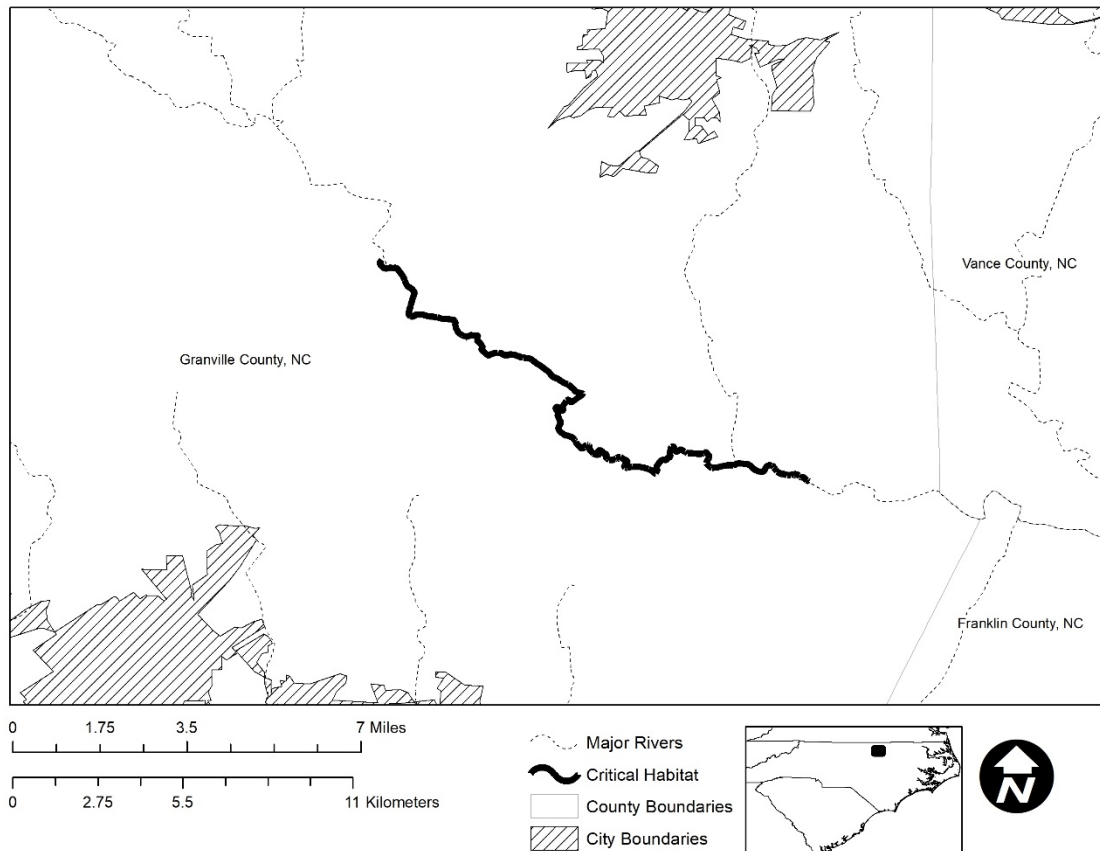 Vance County, NC
Granville County, NC
Franklin County, NC
0 1.75 3.5 7 Miles
0 2.75 5.5 11 Kilometers
Major Rivers
Critical Habitat
County Boundaries
City Boundaries
N